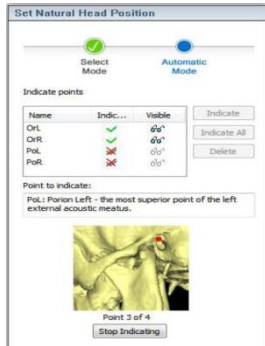 Set Natural Head Position
Select Mode
Automatic Mode
Indicate points
Name Indic... Visible
OrL
OrR
PoL
PoR
Indicate
Indicate All
Delete
Point to indicate:
PoL: Porion Left - the most superior point of the left
external acoustic meatus.
Point 3 of 4
Stop Indicating